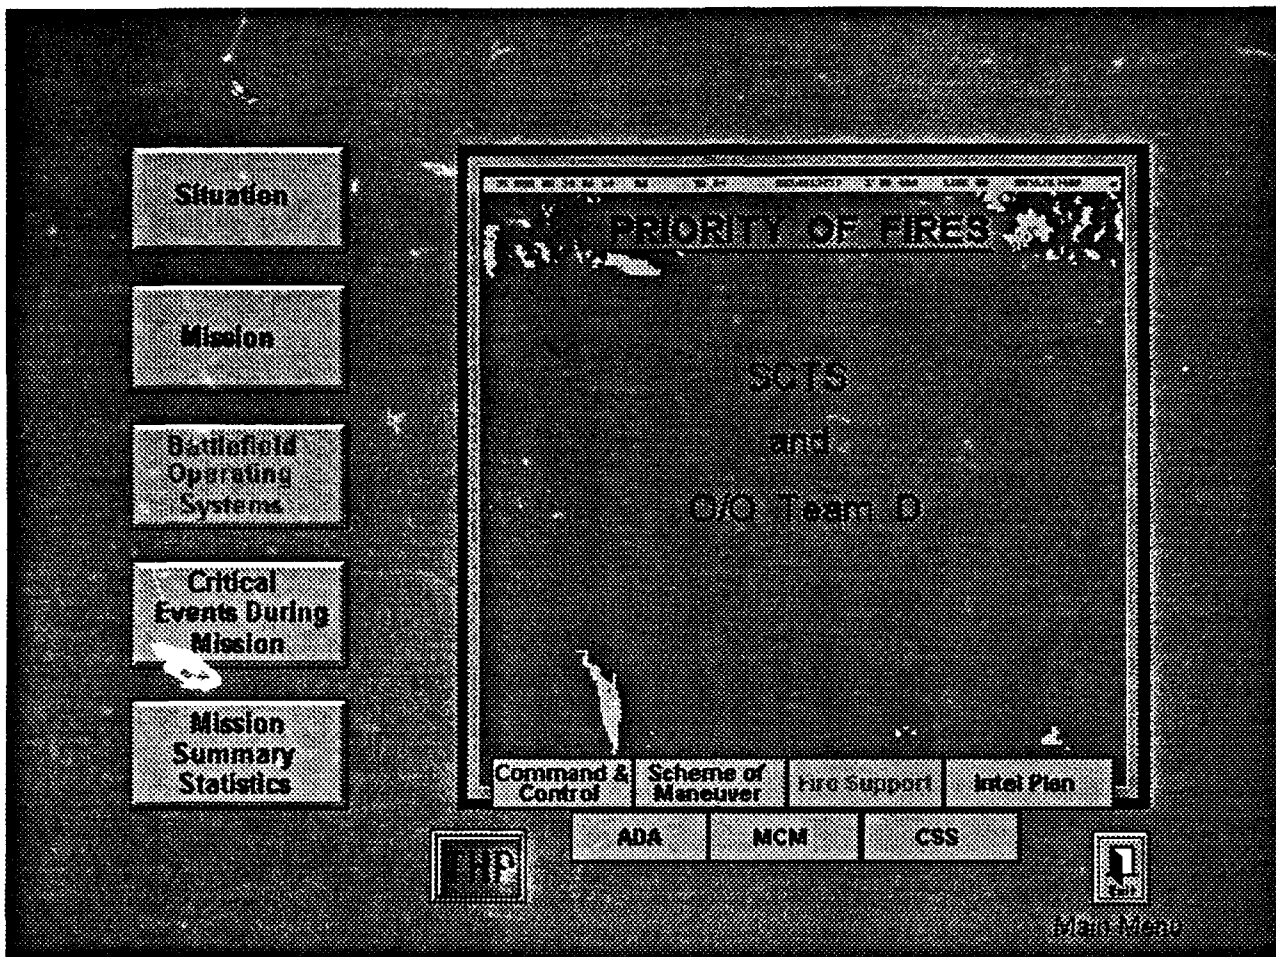 Situation
Mission
Battlefield
Operating
Systems
Critical
Events During
Mission
Mission
Summary
Statistics
PRIORITY OF FIRES
SCTS
and
O/O Team D
Command &
Control
Scheme of
Maneuver
Fire Support
Intel Plan
ADA
MCM
CSS
THP
Exit
Main Menu